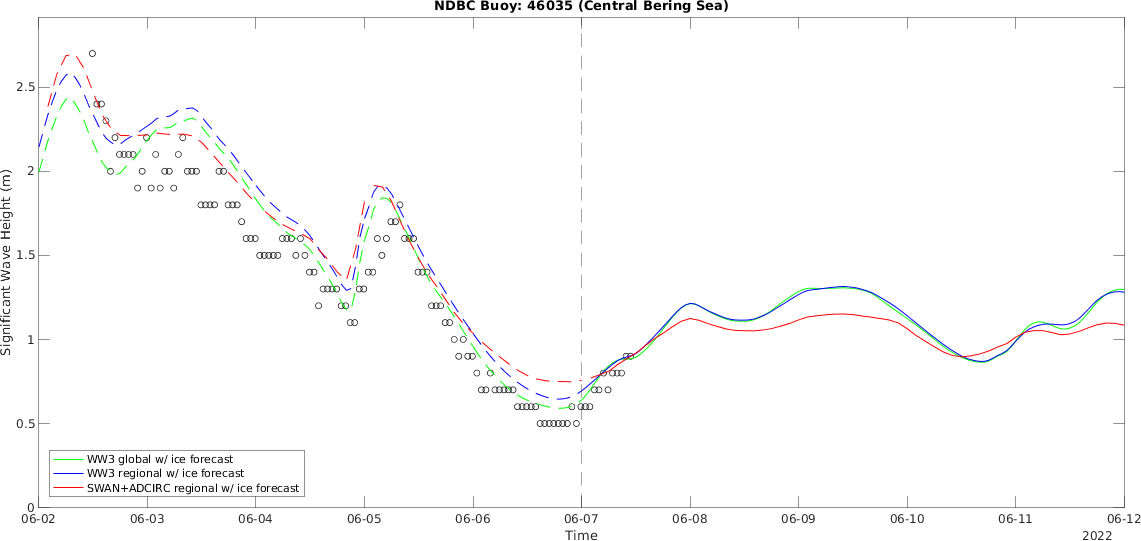 NDBC Buoy: 46035 (Central Bering Sea)
Significant Wave Height (m)
2.5
2
1.5
1
0.5
0
WW3 global w/ ice forecast
WW3 regional w/ ice forecast
SWAN+ADCIRC regional w/ ice forecast
06-02 06-03 06-04 06-05 06-06 06-07 06-08 06-09 06-10 06-11 06-12
Time
2022